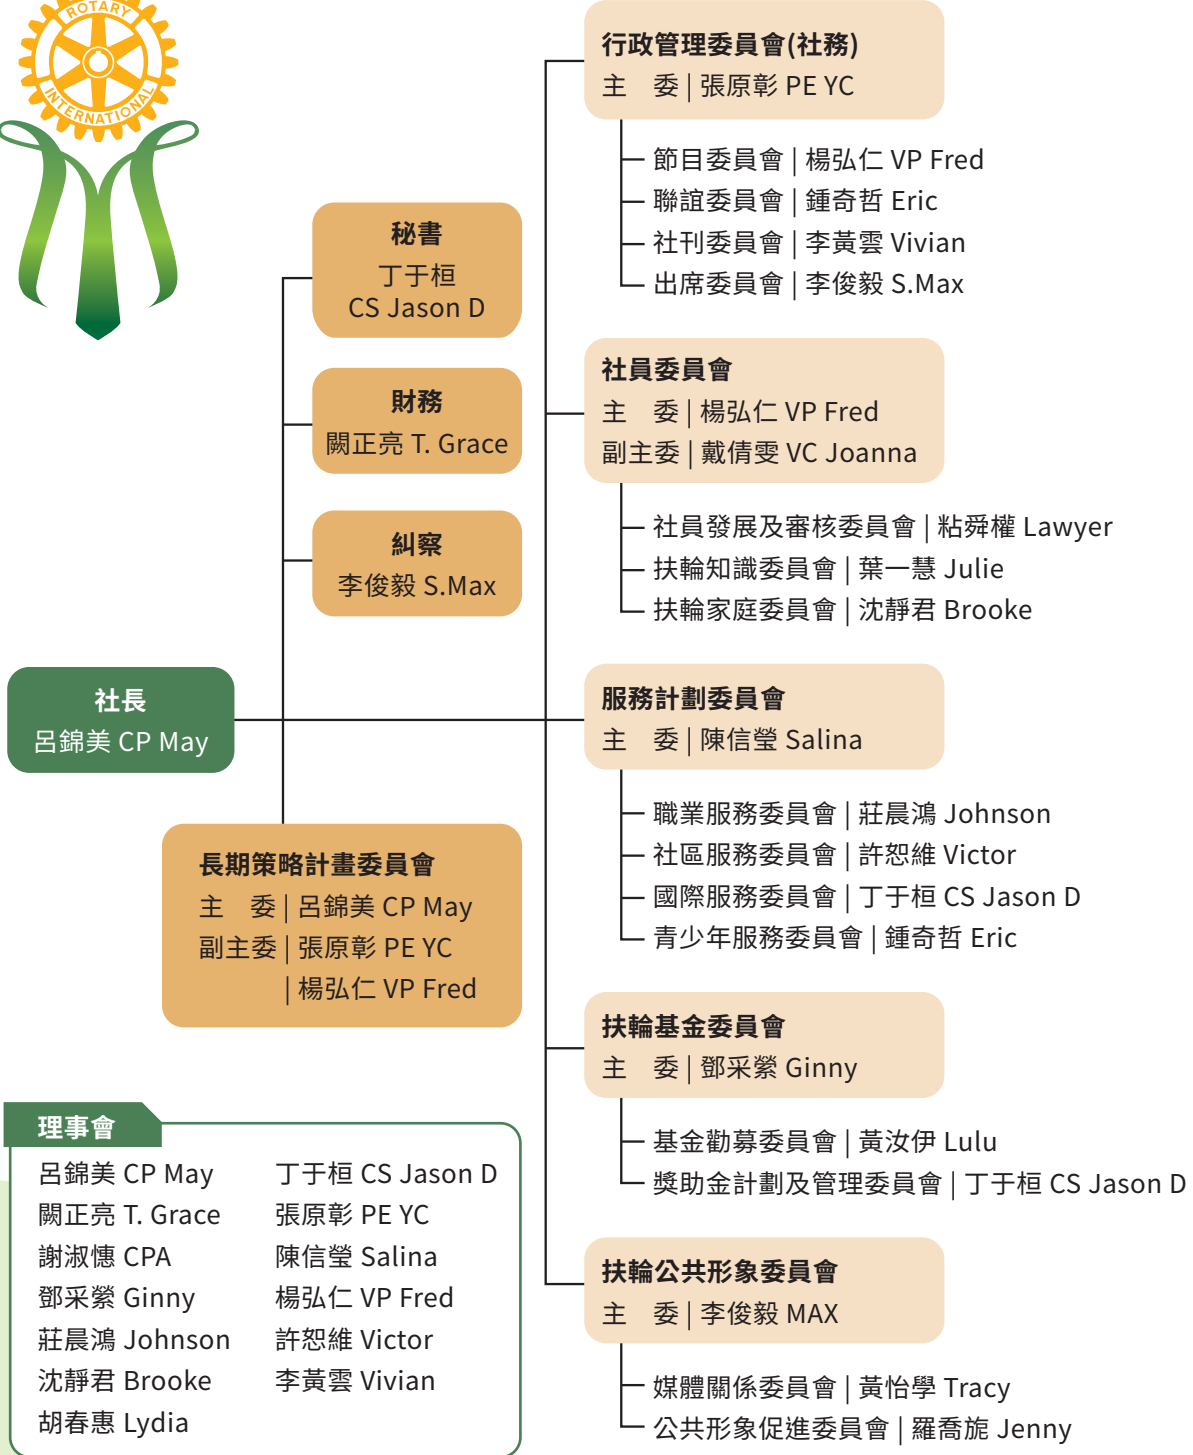 ROTARY
INTERNATIONAL
行政管理委員會(社務)
主 委 | 張原彰 PE YC
節目委員會 | 楊弘仁 VP Fred
聯誼委員會 | 鍾奇哲 Eric
社刊委員會 | 李黃雲 Vivian
出席委員會 | 李俊毅 S.Max
秘書
丁于桓
CS Jason D
財務
闕正亮 T. Grace
糾察
李俊毅 S.Max
社員委員會
主 委 | 楊弘仁 VP Fred
副主委 | 戴倩雯 VC Joanna
社員發展及審核委員會 | 粘舜權 Lawyer
扶輪知識委員會 | 葉一慧 Julie
扶輪家庭委員會 | 沈靜君 Brooke
社長
呂錦美 CP May
服務計劃委員會
主 委 | 陳信瑩 Salina
職業服務委員會 | 莊晨鴻 Johnson
社區服務委員會 | 許恕維 Victor
國際服務委員會 | 丁于桓 CS Jason D
青少年服務委員會 | 鍾奇哲 Eric
長期策略計畫委員會
主 委 | 呂錦美 CP May
副主委 | 張原彰 PE YC
| 楊弘仁 VP Fred
扶輪基金委員會
主 委 | 鄧采縈 Ginny
基金勸募委員會 | 黃汝伊 Lulu
獎助金計劃及管理委員會 | 丁于桓 CS Jason D
扶輪公共形象委員會
主 委 | 李俊毅 MAX
媒體關係委員會 | 黃怡學 Tracy
公共形象促進委員會 | 羅喬旎 Jenny
理事會
呂錦美 CP May
闕正亮 T. Grace
謝淑憓 CPA
鄧采縈 Ginny
莊晨鴻 Johnson
沈靜君 Brooke
胡春惠 Lydia
丁于桓 CS Jason D
張原彰 PE YC
陳信瑩 Salina
楊弘仁 VP Fred
許恕維 Victor
李黃雲 Vivian